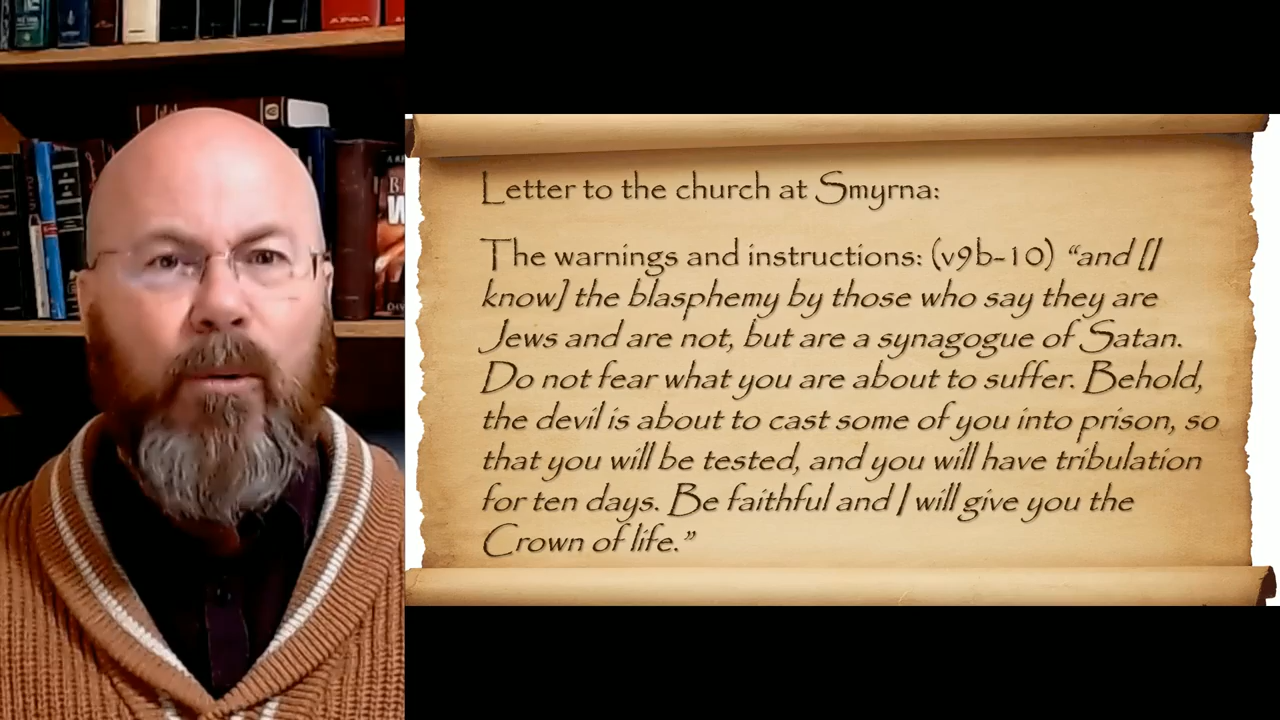 Letter to the church at Smyrna:
The warnings and instructions: (v9b-10) “and [I
know] the blasphemy by those who say they are
Jews and are not, but are a synagogue of Satan.
Do not fear what you are about to suffer. Behold,
the devil is about to cast some of you into prison, so
that you will be tested, and you will have tribulation
for ten days. Be faithful and I will give you the
Crown of life.”